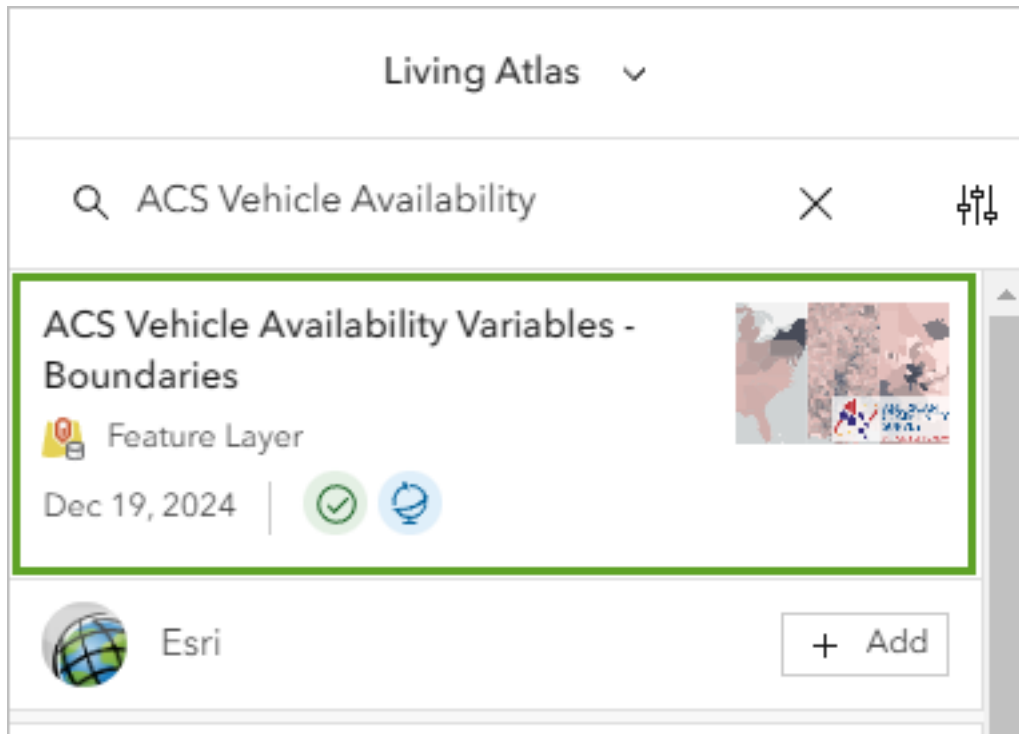 Living Atlas
ACS Vehicle Availability
ACS Vehicle Availability Variables -
Boundaries
Feature Layer
Dec 19, 2024
Esri
+ Add